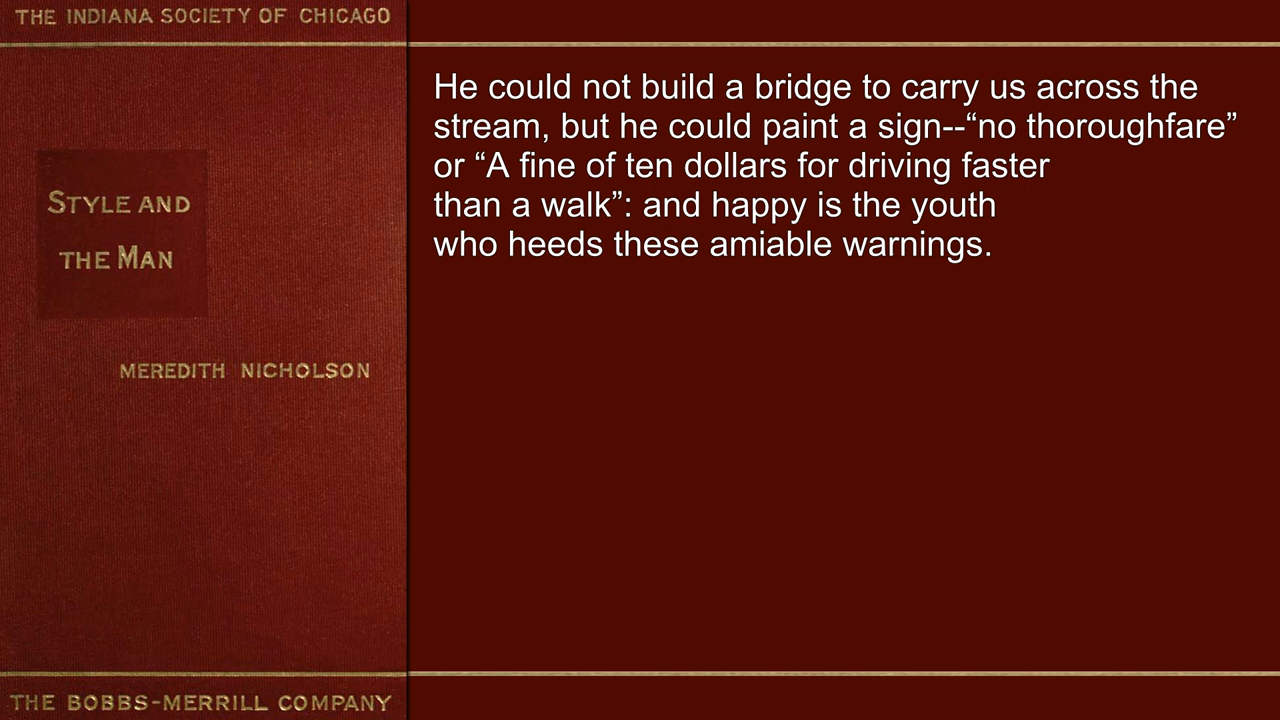 THE INDIANA SOCIETY OF CHICAGO
STYLE AND
THE MAN
MEREDITH NICHOLSON
THE BOBBS-MERRILL COMPANY
He could not build a bridge to carry us across the
stream, but he could paint a sign--“no thoroughfare”
or “A fine of ten dollars for driving faster
than a walk”: and happy is the youth
who heeds these amiable warnings.